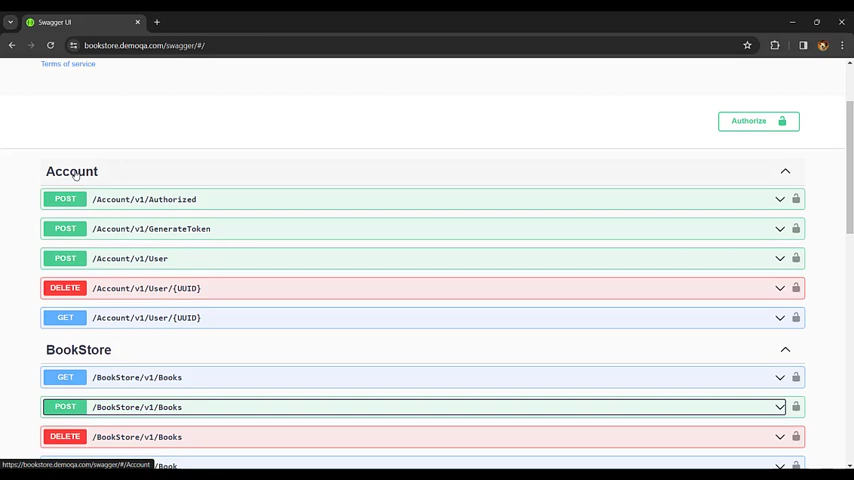 Swagger UI
bookstore.demoqa.com/swagger/#/
Terms of service
Authorize
Account
POST /Account/v1/Authorized
POST /Account/v1/GenerateToken
POST /Account/v1/User
DELETE /Account/v1/User/{UUID}
GET /Account/v1/User/{UUID}
BookStore
GET /BookStore/v1/Books
POST /BookStore/v1/Books
DELETE /BookStore/v1/Books
https://bookstore.demoqa.com/swagger/#/Account
/Book